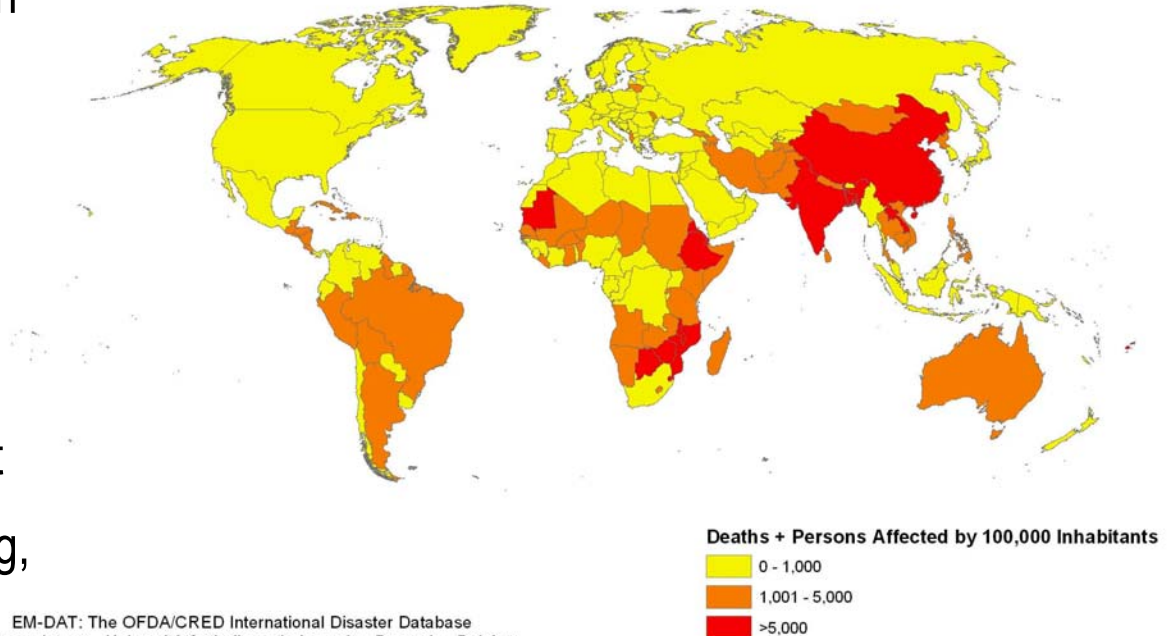 Deaths + Persons Affected by 100,000 Inhabitants
0 - 1,000
1,001 - 5,000
>5,000
g,
EM-DAT: The OFDA/CRED International Disaster Database